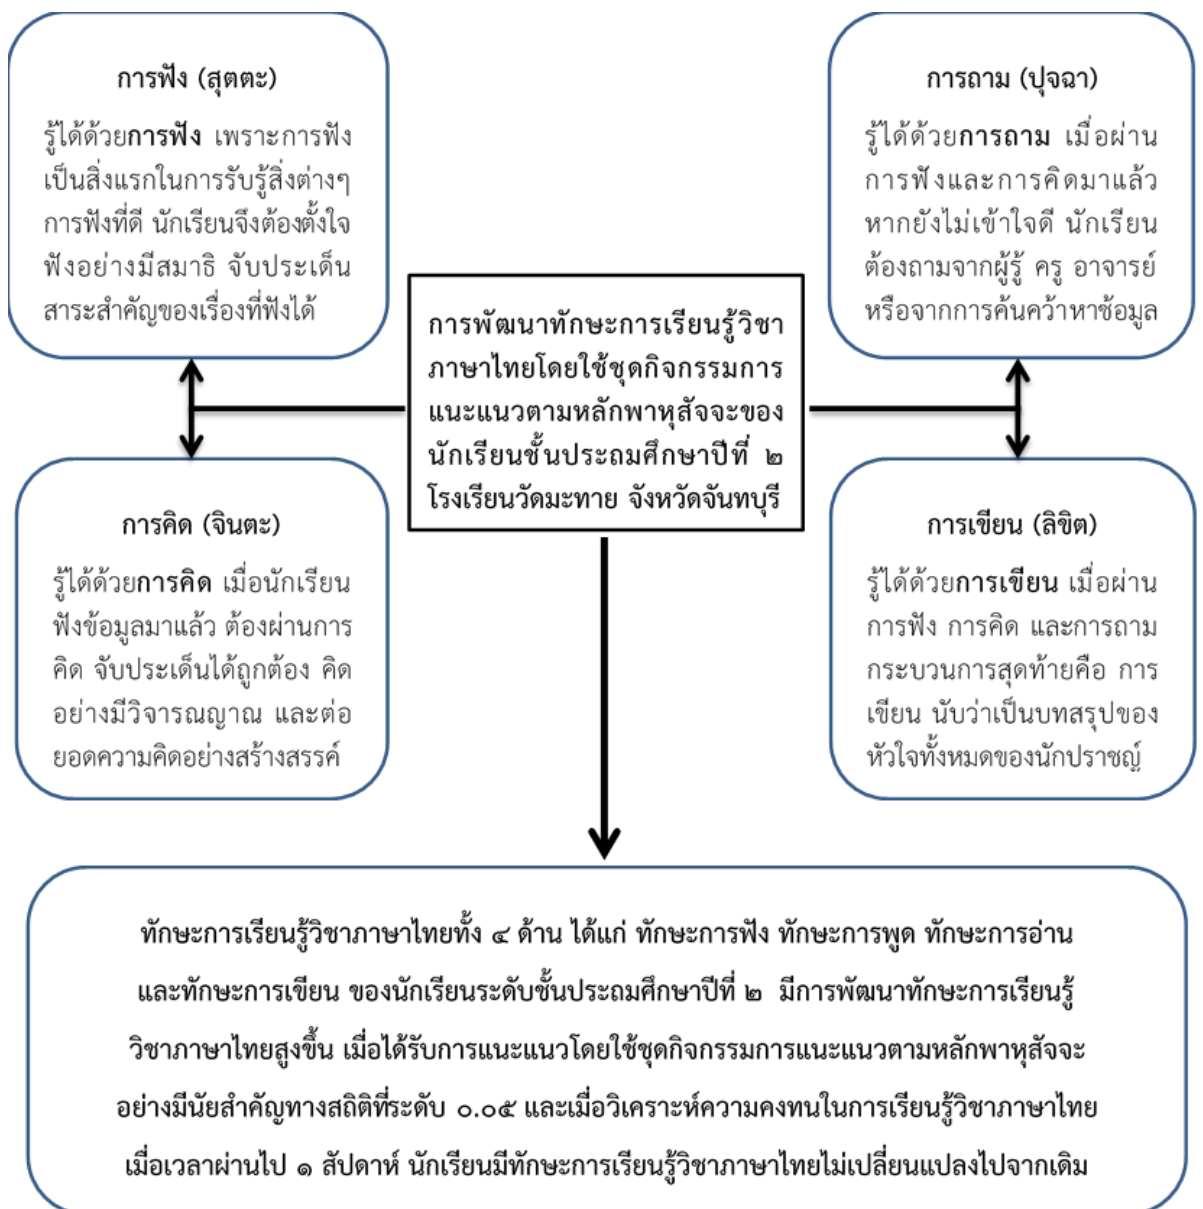 การฟัง (สุตตะ)
รู้ได้ด้วยการฟัง เพราะการฟัง
เป็นสิ่งแรกในการรับรู้สิ่งต่างๆ
การฟังที่ดี นักเรียนจึงต้องตั้งใจ
ฟังอย่างมีสมาธิ จับประเด็น
สาระสำคัญของเรื่องที่ฟังได้
การถาม (ปุจฉา)
รู้ได้ด้วยการถาม เมื่อผ่าน
การฟังและการคิดมาแล้ว
หากยังไม่เข้าใจดี นักเรียน
ต้องถามจากผู้รู้ ครู อาจารย์
หรือจากการค้นคว้าหาข้อมูล
การพัฒนาทักษะการเรียนรู้วิชา
ภาษาไทยโดยใช้ชุดกิจกรรมการ
แนะแนวตามหลักพาหุสัจจะของ
นักเรียนชั้นประถมศึกษาปีที่ ๒
โรงเรียนวัดมะทาย จังหวัดจันทบุรี
การคิด (จินตะ)
รู้ได้ด้วยการคิด เมื่อนักเรียน
ฟังข้อมูลมาแล้ว ต้องผ่านการ
คิด จับประเด็นได้ถูกต้อง คิด
อย่างมีวิจารณญาณ และต่อ
ยอดความคิดอย่างสร้างสรรค์
การเขียน (ลิขิต)
รู้ได้ด้วยการเขียน เมื่อผ่าน
การฟัง การคิด และการถาม
กระบวนการสุดท้ายคือ การ
เขียน นับว่าเป็นบทสรุปของ
หัวใจทั้งหมดของนักปราชญ์
ทักษะการเรียนรู้วิชาภาษาไทยทั้ง ๔ ด้าน ได้แก่ ทักษะการฟัง ทักษะการพูด ทักษะการอ่าน
และทักษะการเขียน ของนักเรียนระดับชั้นประถมศึกษาปีที่ ๒ มีการพัฒนาทักษะการเรียนรู้
วิชาภาษาไทยสูงขึ้น เมื่อได้รับการแนะแนวโดยใช้ชุดกิจกรรมการแนะแนวตามหลักพาหุสัจจะ
อย่างมีนัยสำคัญทางสถิติที่ระดับ ๐.๐๕ และเมื่อวิเคราะห์ความคงทนในการเรียนรู้วิชาภาษาไทย
เมื่อเวลาผ่านไป ๑ สัปดาห์ นักเรียนมีทักษะการเรียนรู้วิชาภาษาไทยไม่เปลี่ยนแปลงไปจากเดิม